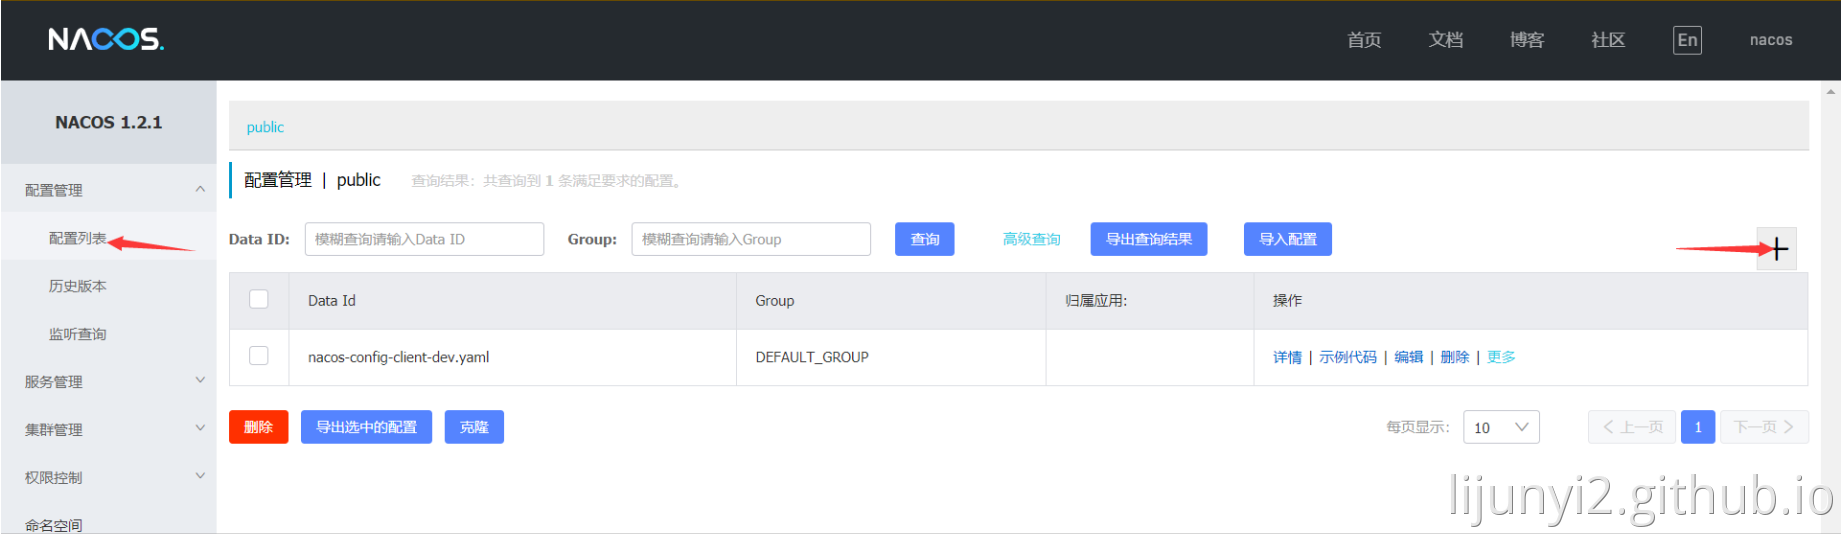 NACOS.
首页 文档 博客 社区 En nacos
NACOS 1.2.1
配置管理
配置列表
历史版本
监听查询
服务管理
集群管理
权限控制
命名空间
public
配置管理 | public 查询结果：共查询到 1 条满足要求的配置。
Data ID: 模糊查询请输入Data ID Group: 模糊查询请输入Group 查询 高级查询 导出查询结果 导入配置
Data Id Group 归属应用: 操作
nacos-config-client-dev.yaml DEFAULT_GROUP 详情 | 示例代码 | 编辑 | 删除 | 更多
删除 导出选中的配置 克隆 每页显示: 10 上一页 1 下一页
lijunyi2.github.io